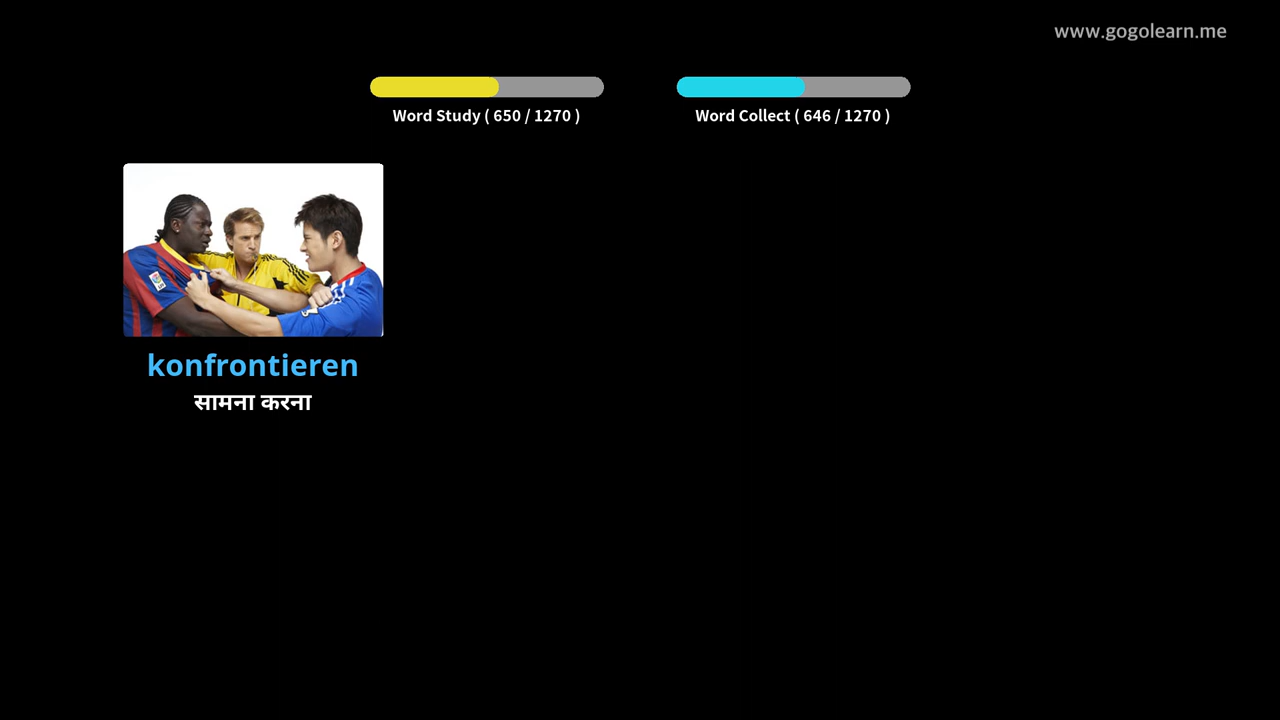 www.gogolearn.me
Word Study ( 650 / 1270 )
Word Collect ( 646 / 1270 )
konfrontieren
सामना करना